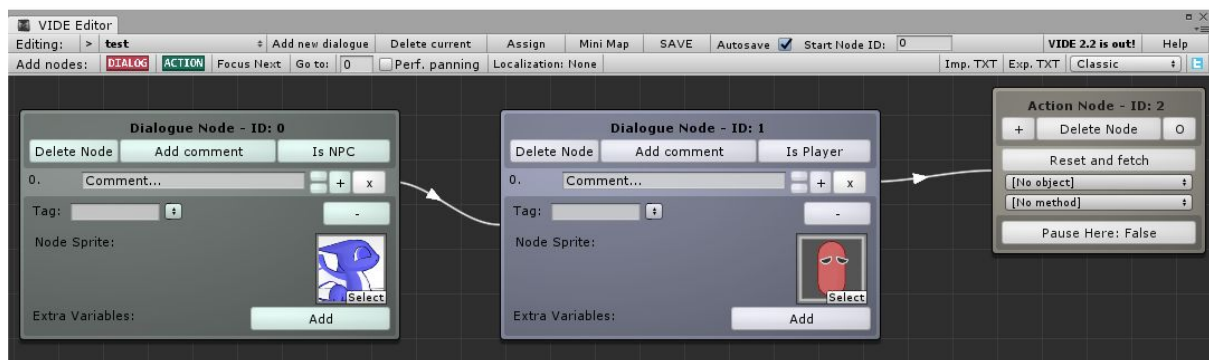 VIDE Editor
Editing: > test Add new dialogue Delete current Assign Mini Map SAVE Autosave Start Node ID: 0 VIDE 2.2 is out! Help
Add nodes: DIALOG ACTION Focus Next Go to: 0 Perf. panning Localization: None Imp. TXT Exp. TXT Classic
Dialogue Node - ID: 0
Delete Node Add comment Is NPC
0. Comment... + x
Tag: -
Node Sprite:
Select
Extra Variables: Add
Dialogue Node - ID: 1
Delete Node Add comment Is Player
0. Comment... + x
Tag: -
Node Sprite:
Select
Extra Variables: Add
Action Node - ID: 2
+ Delete Node O
Reset and fetch
[No object]
[No method]
Pause Here: False